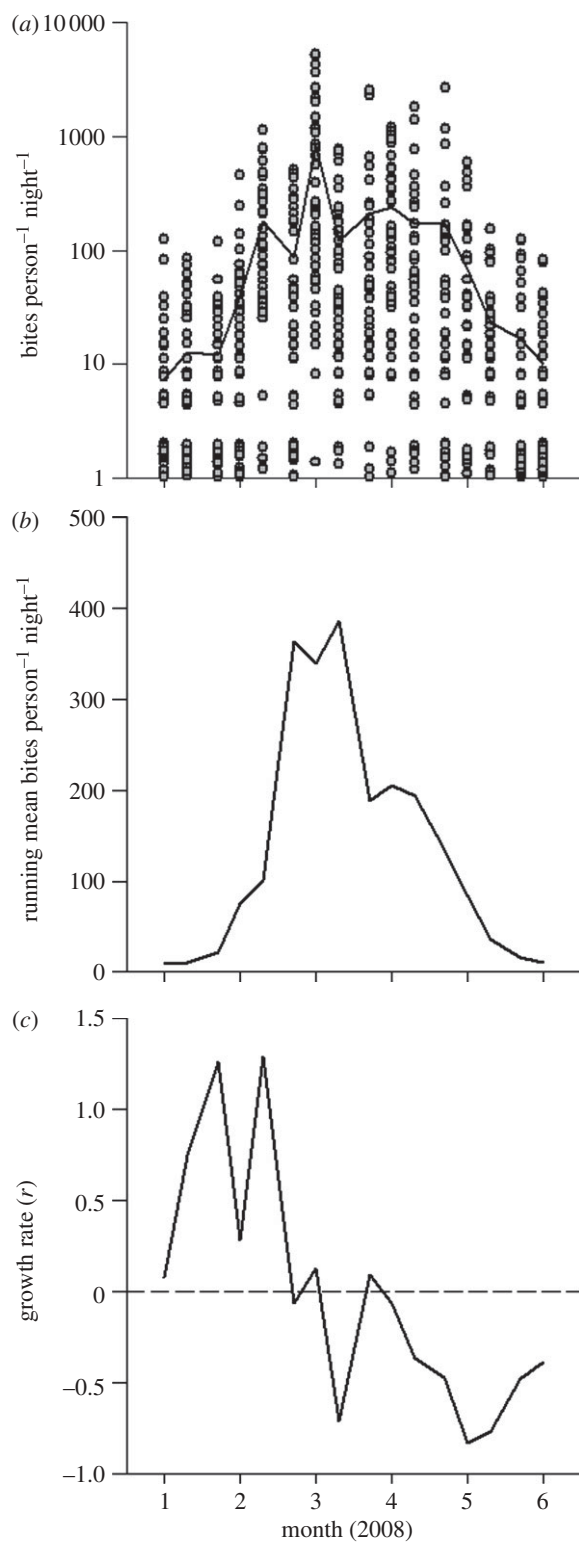 (a)
10 000
1000
100
10
1
bites person⁻¹ night⁻¹
(b)
500
400
300
200
100
0
running mean bites person⁻¹ night⁻¹
(c)
1.5
1.0
0.5
0
−0.5
−1.0
growth rate (r)
1 2 3 4 5 6
month (2008)